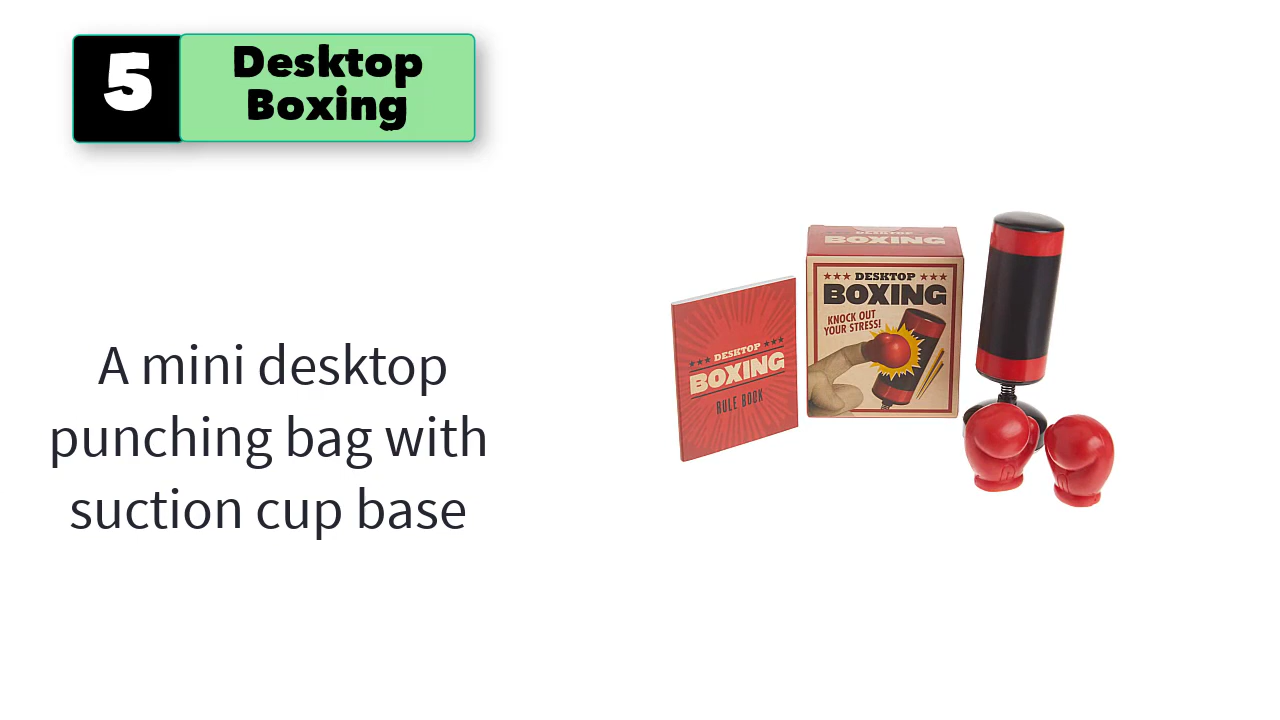 5
Desktop
Boxing
A mini desktop
punching bag with
suction cup base
DESKTOP
BOXING
RULE BOOK
BOXING
DESKTOP
BOXING
KNOCK OUT
YOUR STRESS!